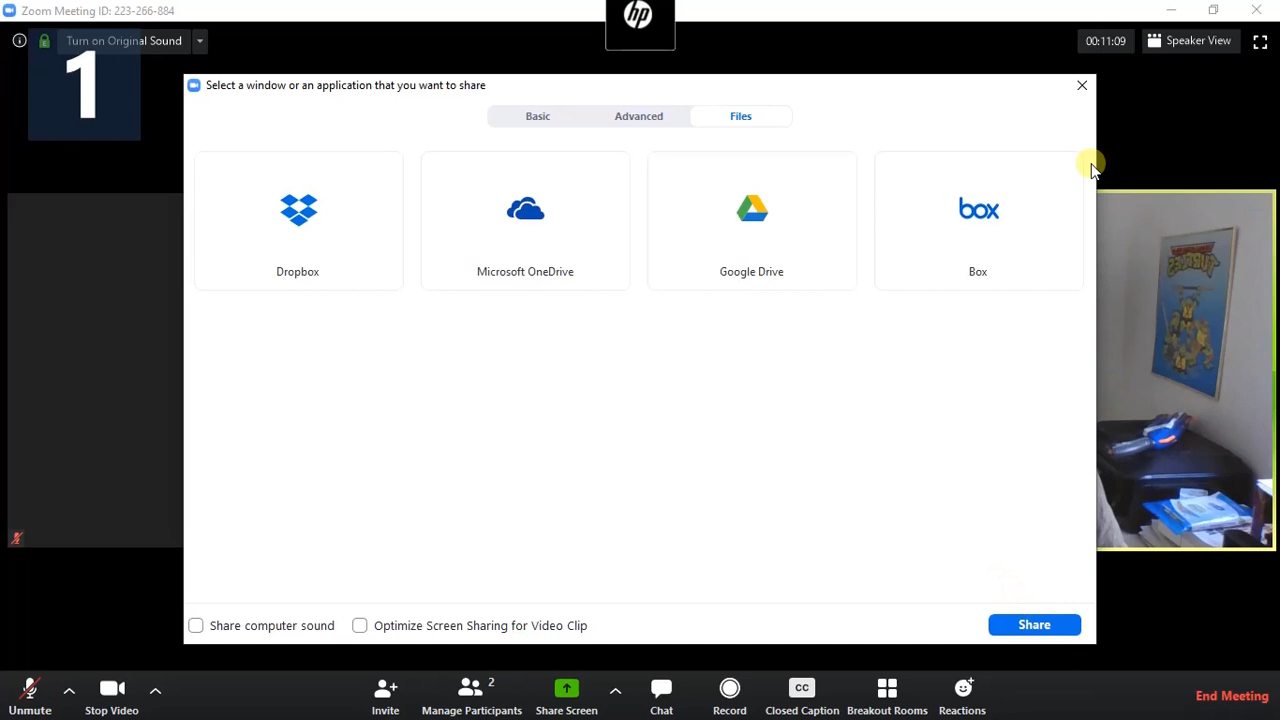 Zoom Meeting ID: 223-266-884
hp
Turn on Original Sound
00:11:09
Speaker View
1
Select a window or an application that you want to share
Basic
Advanced
Files
box
Dropbox
Microsoft OneDrive
Google Drive
Box
Share computer sound
Optimize Screen Sharing for Video Clip
Share
2
CC
Unmute
Stop Video
Invite
Manage Participants
Share Screen
Chat
Record
Closed Caption
Breakout Rooms
Reactions
End Meeting